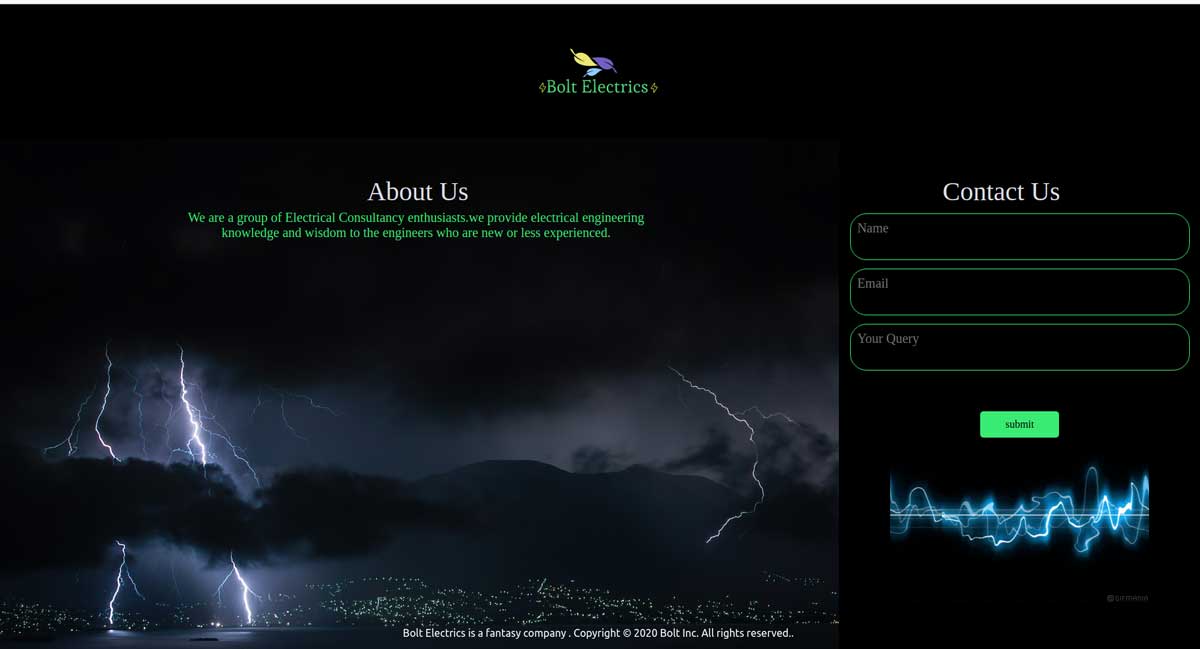 Bolt Electrics
About Us
We are a group of Electrical Consultancy enthusiasts.we provide electrical engineering
knowledge and wisdom to the engineers who are new or less experienced.
Contact Us
Name
Email
Your Query
submit
GIFMANIA
Bolt Electrics is a fantasy company . Copyright © 2020 Bolt Inc. All rights reserved..